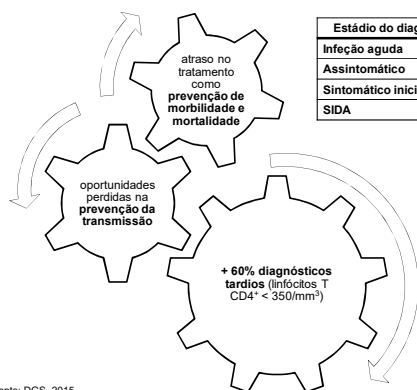 Estádio do diag
Infeção aguda
Assintomático
Sintomático inici
SIDA
atraso no
tratamento
como
prevenção de
morbilidade e
mortalidade
oportunidades
perdidas na
prevenção da
transmissão
+ 60% diagnósticos
tardios (linfócitos T
CD4⁺ < 350/mm³)
DGS, 2015